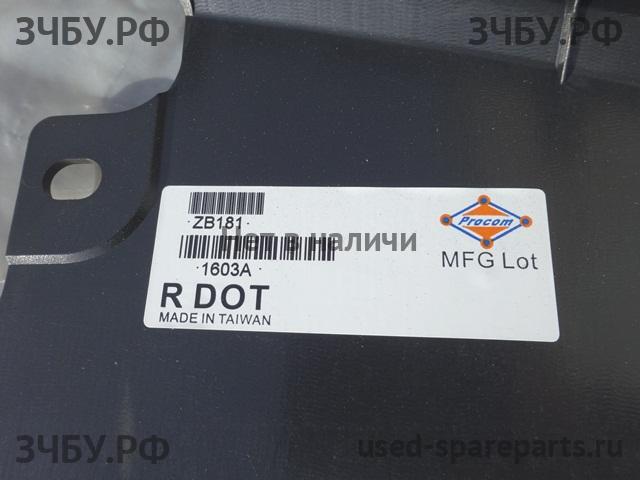 ЗЧБУ.РФ
ЗЧБУ.РФ
ZB181
нет в наличи
1603A
R DOT
MADE IN TAIWAN
Procom
MFG Lot
ЗЧБУ.РФ
used-spareparts.ru